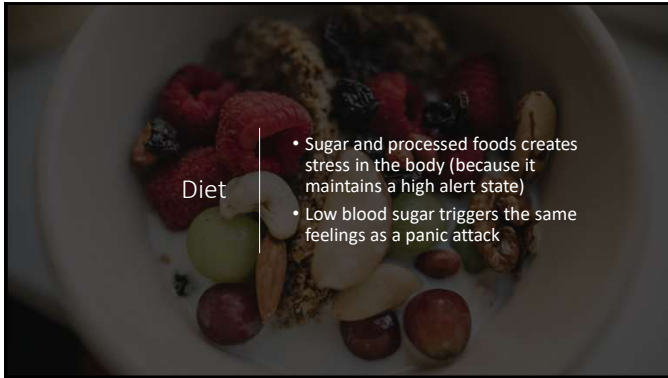 Diet
• Sugar and processed foods creates
stress in the body (because it
maintains a high alert state)
• Low blood sugar triggers the same
feelings as a panic attack